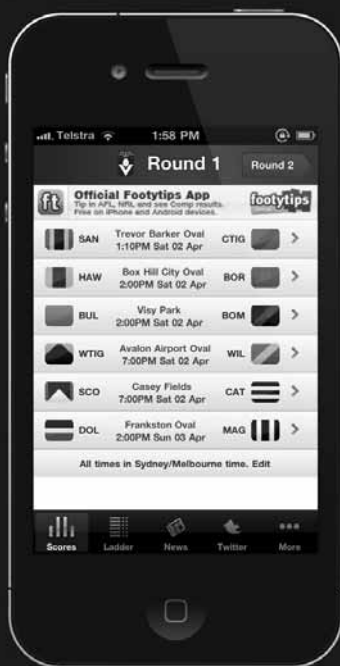 Telstra 1:58 PM
Round 1
Round 2
ft Official Footytips App
Tip in AFL, NRL and see Comp results.
Free on iPhone and Android devices.
footytips
SAN Trevor Barker Oval CTIG
1:10PM Sat 02 Apr
HAW Box Hill City Oval BOR
2:00PM Sat 02 Apr
BUL Visy Park BOM
2:00PM Sat 02 Apr
WTIG Avalon Airport Oval WIL
7:00PM Sat 02 Apr
SCO Casey Fields CAT
7:00PM Sat 02 Apr
DOL Frankston Oval MAG
2:00PM Sun 03 Apr
All times in Sydney/Melbourne time. Edit
Scores Ladder News Twitter More